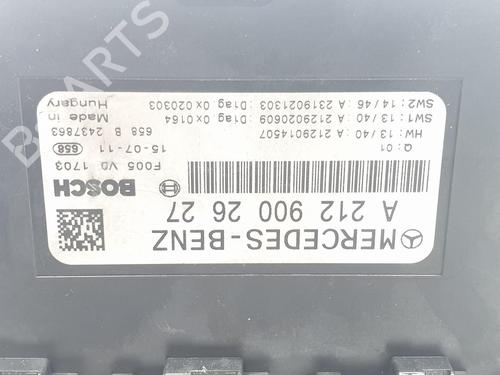 MERCEDES-BENZ
A 212 900 26 27
BOSCH
F005 V0 1703
15-07-11 658
658 B 2437863
Made in
Hungary
Q: 01
HW: 13/40 : A 2129014507
SW1: 13/40 : A 2129020609 :Diag: 0x0164
SW2: 14/46 : A 2319021303 :Diag: 0x020303
B-PARTS